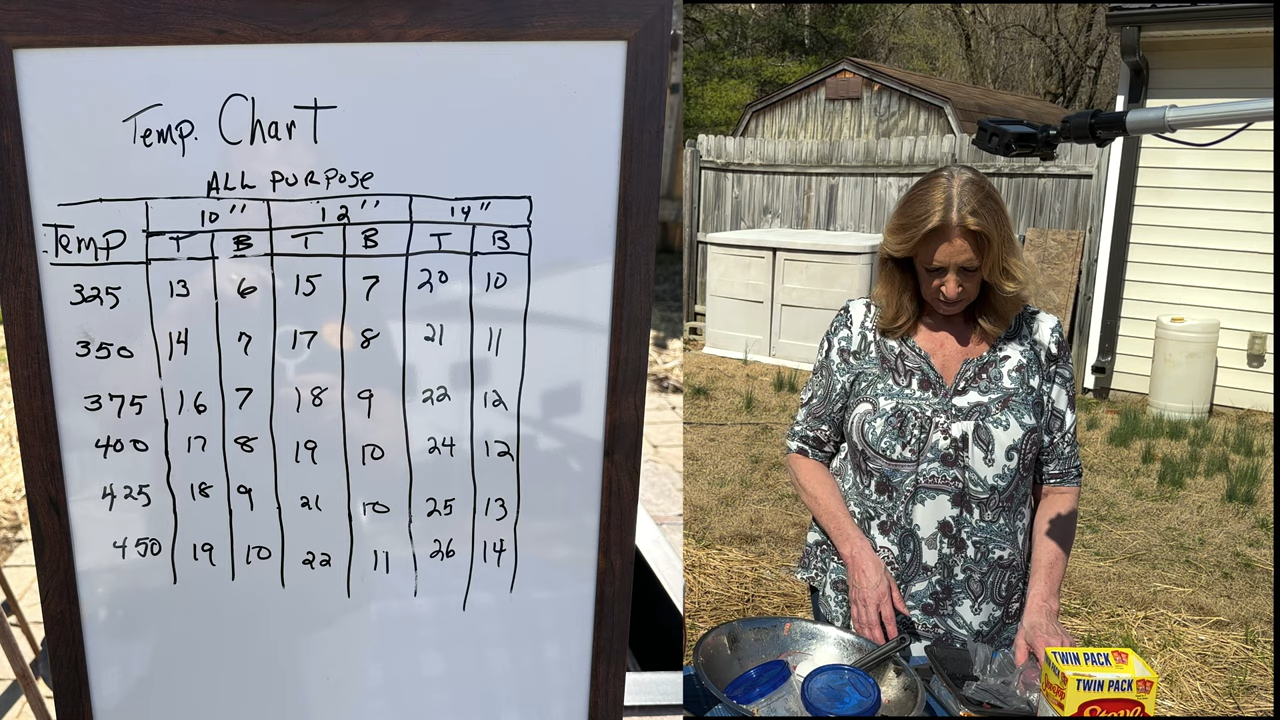 Temp. Chart
ALL PURPOSE
10" 12" 14"
Temp T B T B T B
325 13 6 15 7 20 10
350 14 7 17 8 21 11
375 16 7 18 9 22 12
400 17 8 19 10 24 12
425 18 9 21 10 25 13
450 19 10 22 11 26 14
TWIN PACK
TWIN PACK
Stove